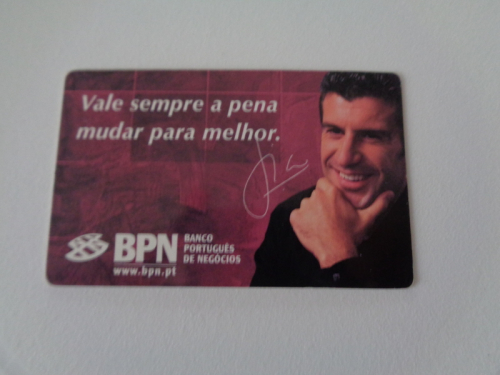 Vale sempre a pena
mudar para melhor.
BPN
BANCO
PORTUGUÊS
DE NEGÓCIOS
www.bpn.pt